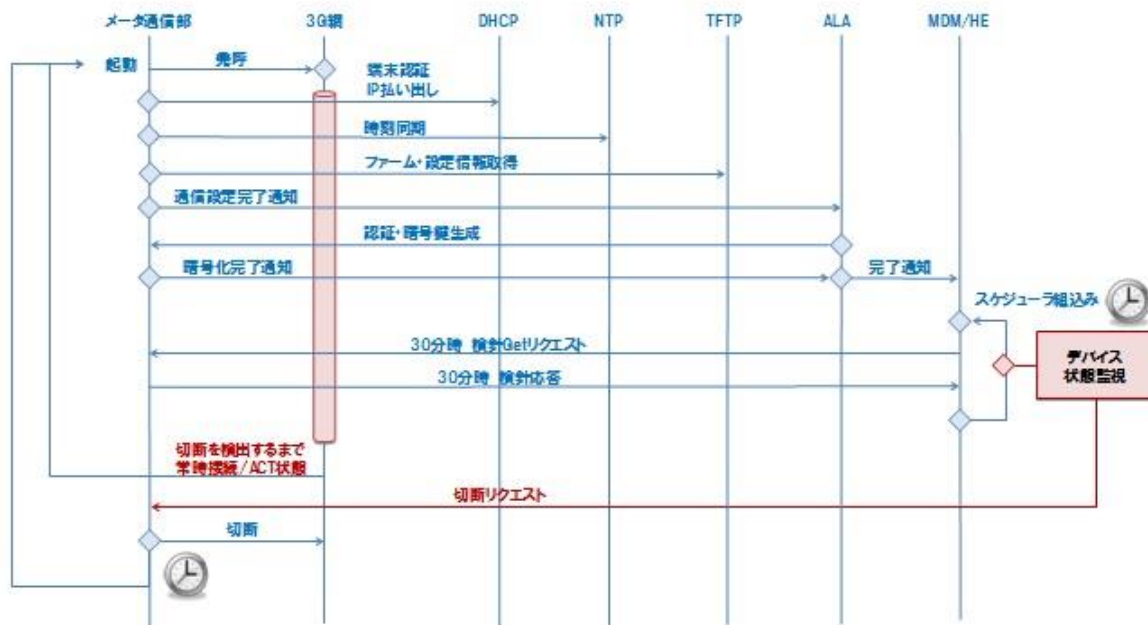 メータ通信部 3G網 DHCP NTP TFTP ALA MDM/HE
起動
発呼
端末認証
IP払い出し
時刻同期
ファーム・設定情報取得
通信設定完了通知
認証・暗号鍵生成
暗号化完了通知
完了通知
スケジューラ組込み
30分時 検針Getリクエスト
デバイス
状態監視
30分時 検針応答
切断を検出するまで
常時接続/ACT状態
切断リクエスト
切断